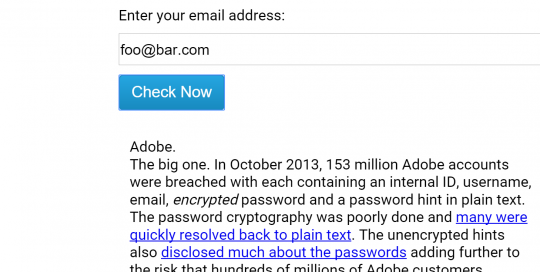 Enter your email address:
foo@bar.com
Check Now
Adobe.
The big one. In October 2013, 153 million Adobe accounts
were breached with each containing an internal ID, username,
email, encrypted password and a password hint in plain text.
The password cryptography was poorly done and many were
quickly resolved back to plain text. The unencrypted hints
also disclosed much about the passwords adding further to
the risk that hundreds of millions of Adobe customers